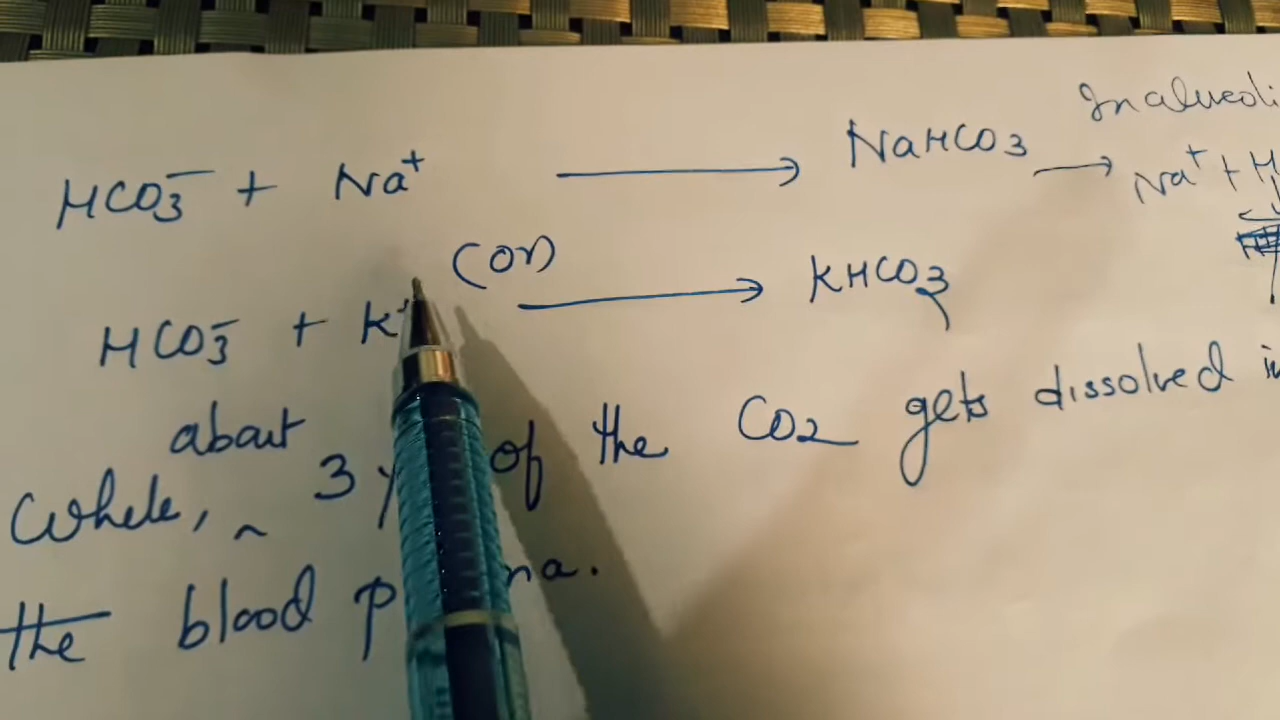 In alveoli
HCO3⁻ + Na⁺ → NaHCO3 → Na⁺ + H
(or)
HCO3⁻ + K⁺ → KHCO3
about
While, ~ 3 of the CO2 gets dissolved in
the blood